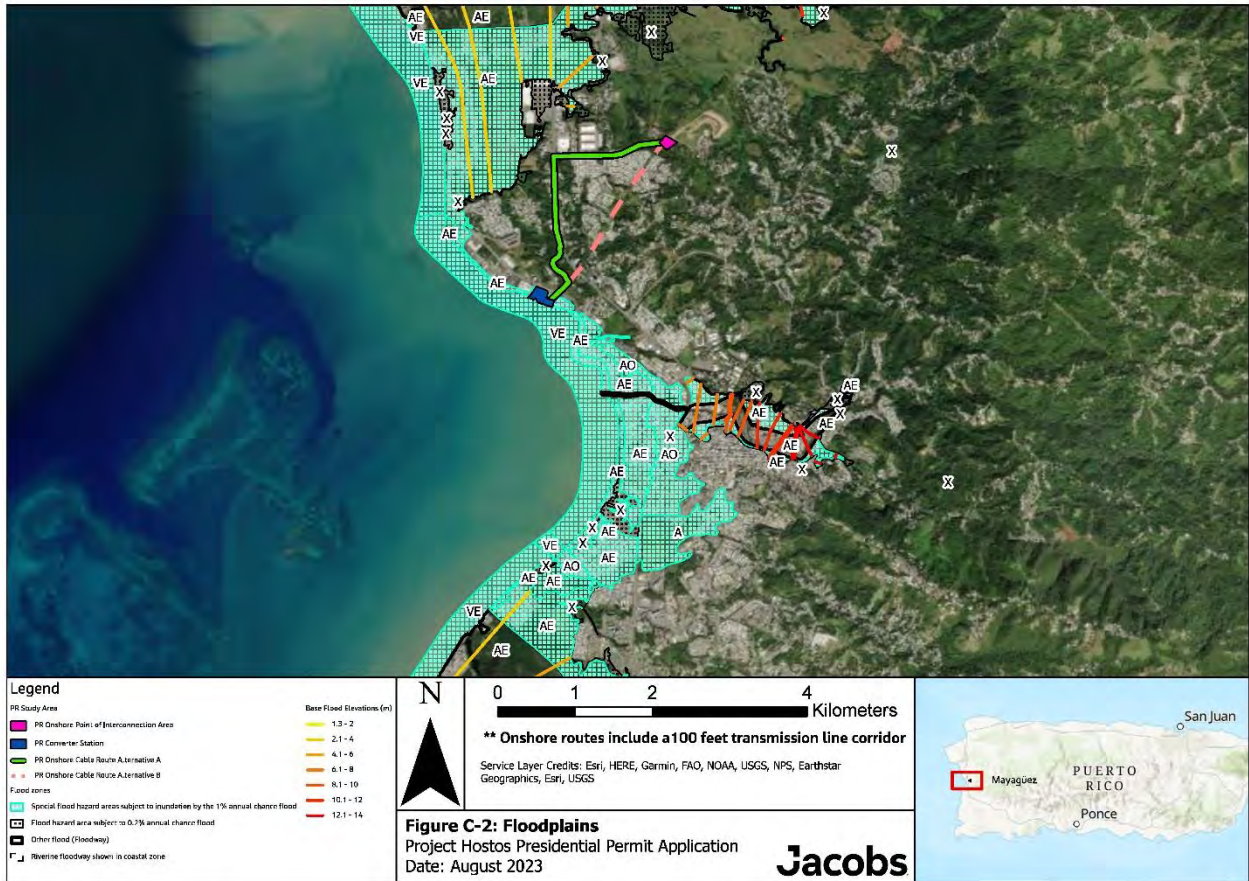 AE
AE
VE
X
X
X
VE
AE
X
X
X
X
X
AE
AE
VE
AE
AO
AE
AE
X
AE
X
X
AE
X
AE
AE
AO
AE
X
X
AE
X
X
X
AE
A
VE
X
AE
X
AO
AE
AE
VE
X
AE
AE
Legend
PR Study Area
PR Onshore Point of Interconnection Area
PR Converter Station
PR Onshore Cable Route Alternative A
PR Onshore Cable Route Alternative B
Flood zones
Special flood hazard areas subject to inundation by the 1% annual chance flood
Flood hazard area subject to 0.2% annual chance flood
Other flood (Floodway)
Riverine floodway shown in coastal zone
Base Flood Elevations (m)
1.3 - 2
2.1 - 4
4.1 - 6
6.1 - 8
8.1 - 10
10.1 - 12
12.1 - 14
N
0 1 2 4
Kilometers
** Onshore routes include a100 feet transmission line corridor
Service Layer Credits: Esri, HERE, Garmin, FAO, NOAA, USGS, NPS, Earthstar
Geographics, Esri, USGS
Figure C-2: Floodplains
Project Hostos Presidential Permit Application
Date: August 2023
Jacobs
San Juan
Mayagüez
PUERTO
RICO
Ponce